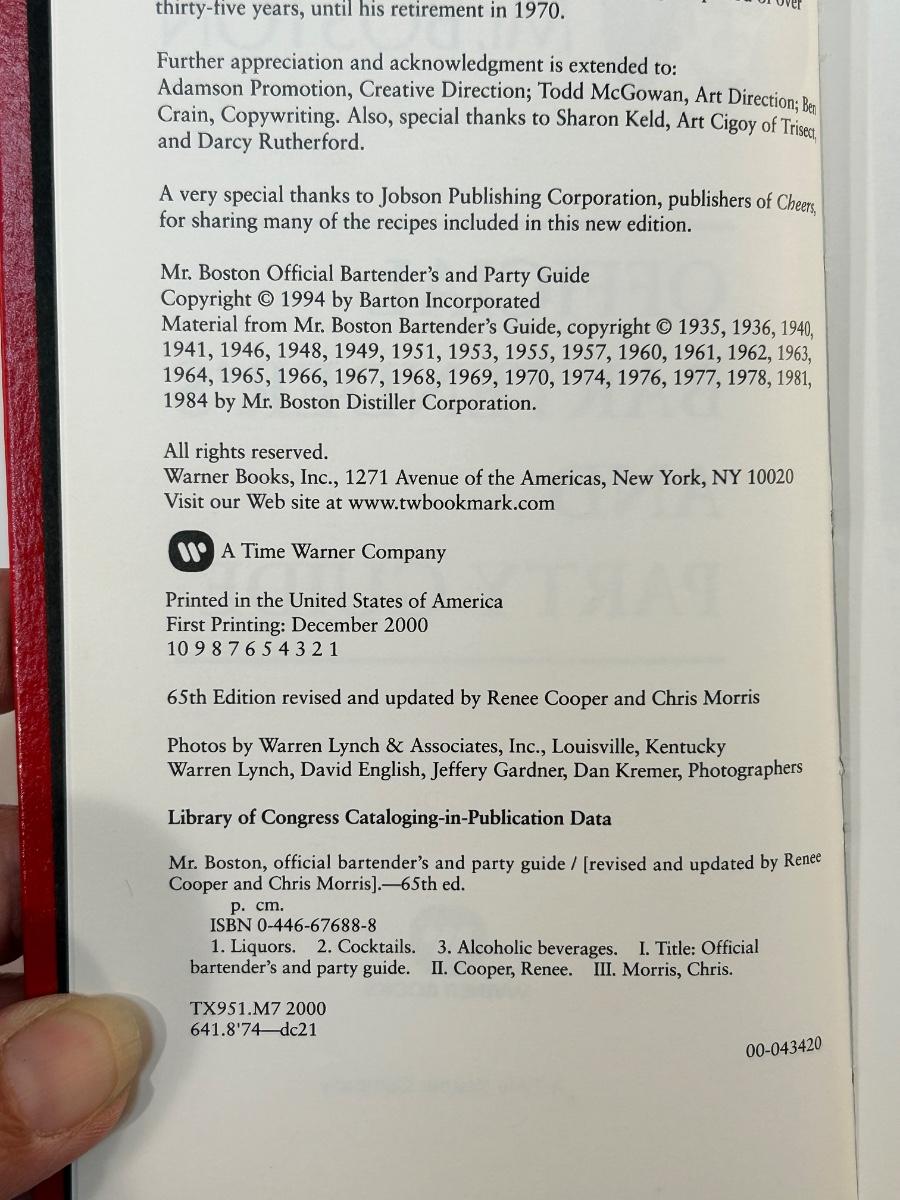 thirty-five years, until his retirement in 1970.
Further appreciation and acknowledgment is extended to:
Adamson Promotion, Creative Direction; Todd McGowan, Art Direction; Ben
Crain, Copywriting. Also, special thanks to Sharon Keld, Art Cigoy of Trisect,
and Darcy Rutherford.
A very special thanks to Jobson Publishing Corporation, publishers of Cheers,
for sharing many of the recipes included in this new edition.
Mr. Boston Official Bartender's and Party Guide
Copyright © 1994 by Barton Incorporated
Material from Mr. Boston Bartender's Guide, copyright © 1935, 1936, 1940,
1941, 1946, 1948, 1949, 1951, 1953, 1955, 1957, 1960, 1961, 1962, 1963,
1964, 1965, 1966, 1967, 1968, 1969, 1970, 1974, 1976, 1977, 1978, 1981,
1984 by Mr. Boston Distiller Corporation.
All rights reserved.
Warner Books, Inc., 1271 Avenue of the Americas, New York, NY 10020
Visit our Web site at www.twbookmark.com
A Time Warner Company
Printed in the United States of America
First Printing: December 2000
10 9 8 7 6 5 4 3 2 1
65th Edition revised and updated by Renee Cooper and Chris Morris
Photos by Warren Lynch & Associates, Inc., Louisville, Kentucky
Warren Lynch, David English, Jeffery Gardner, Dan Kremer, Photographers
Library of Congress Cataloging-in-Publication Data
Mr. Boston, official bartender's and party guide / [revised and updated by Renee
Cooper and Chris Morris].—65th ed.
p. cm.
ISBN 0-446-67688-8
1. Liquors. 2. Cocktails. 3. Alcoholic beverages. I. Title: Official
bartender's and party guide. II. Cooper, Renee. III. Morris, Chris.
TX951.M7 2000
641.8'74—dc21
00-043420